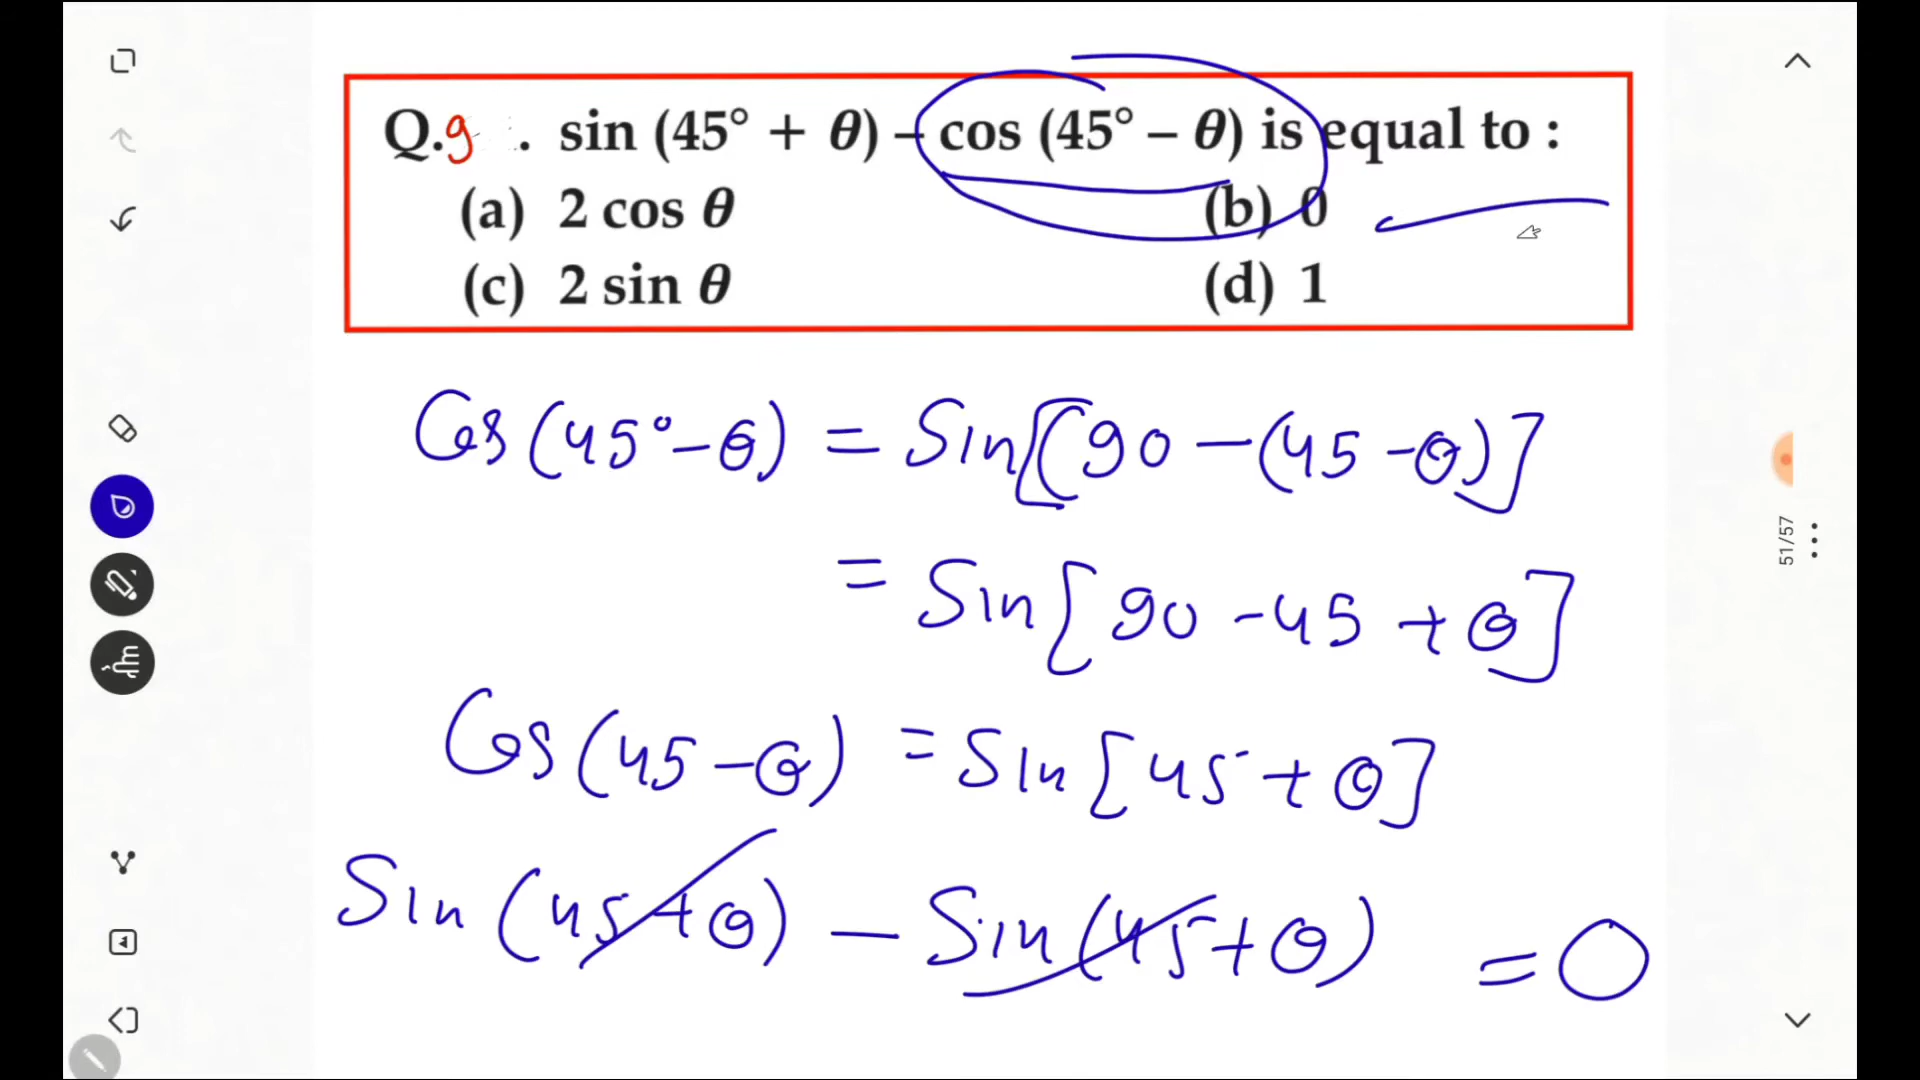 Q.9 . sin (45° + θ) – cos (45° – θ) is equal to :
(a) 2 cos θ (b) 0
(c) 2 sin θ (d) 1
Cos(45°-θ) = Sin[(90 - (45 -θ)]
= Sin[90 -45 + θ]
Cos(45-θ) = Sin[45+θ]
Sin(45+θ) - Sin(45+θ) = 0
51/57